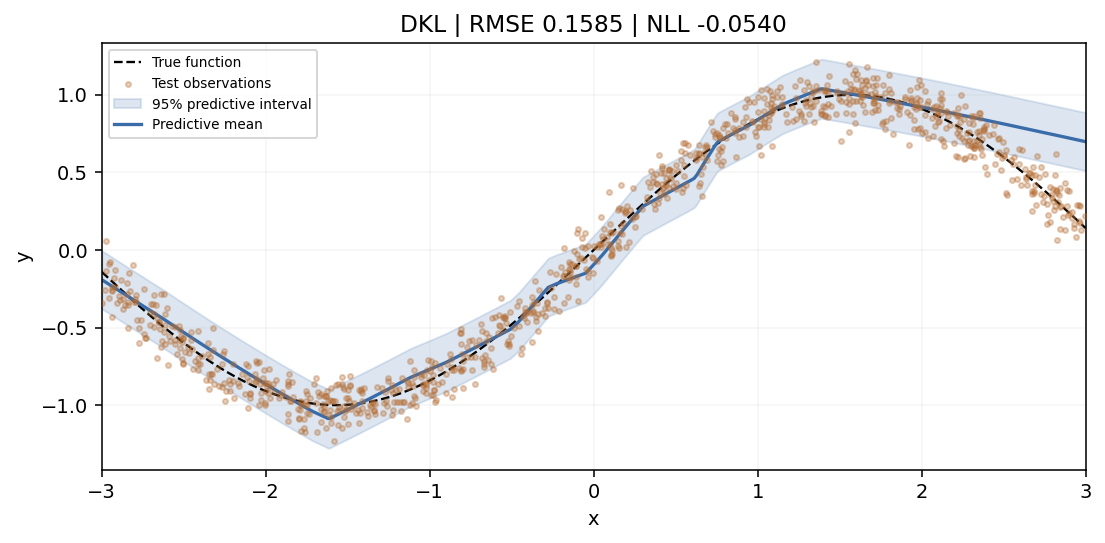 DKL | RMSE 0.1585 | NLL -0.0540
True function
Test observations
95% predictive interval
Predictive mean
1.0
0.5
0.0
−0.5
−1.0
y
−3 −2 −1 0 1 2 3
x